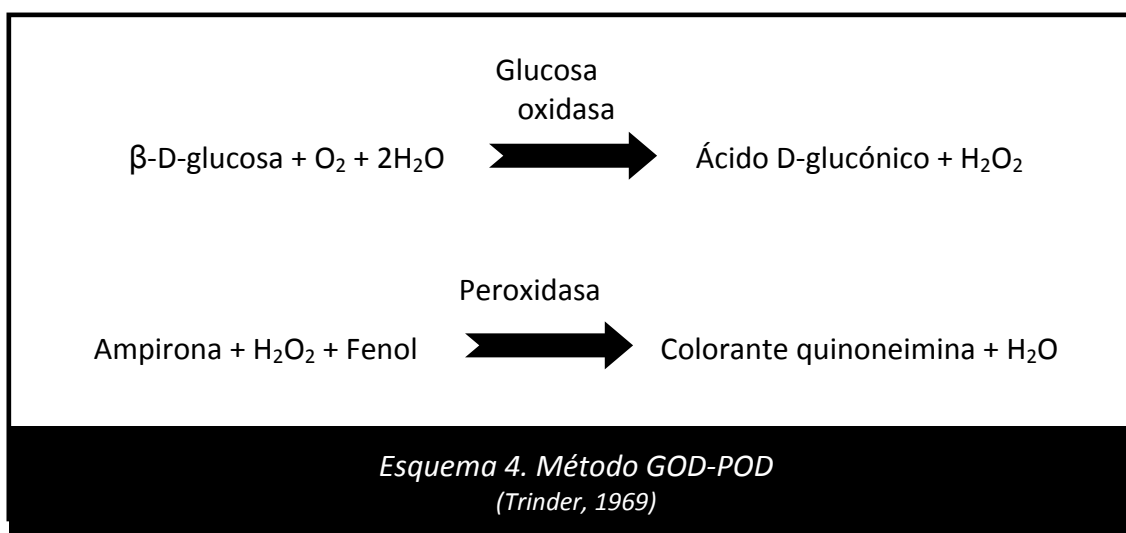 Glucosa
oxidasa
β-D-glucosa + O₂ + 2H₂O Ácido D-glucónico + H₂O₂
Peroxidasa
Ampirona + H₂O₂ + Fenol Colorante quinoneimina + H₂O
Esquema 4. Método GOD-POD
(Trinder, 1969)